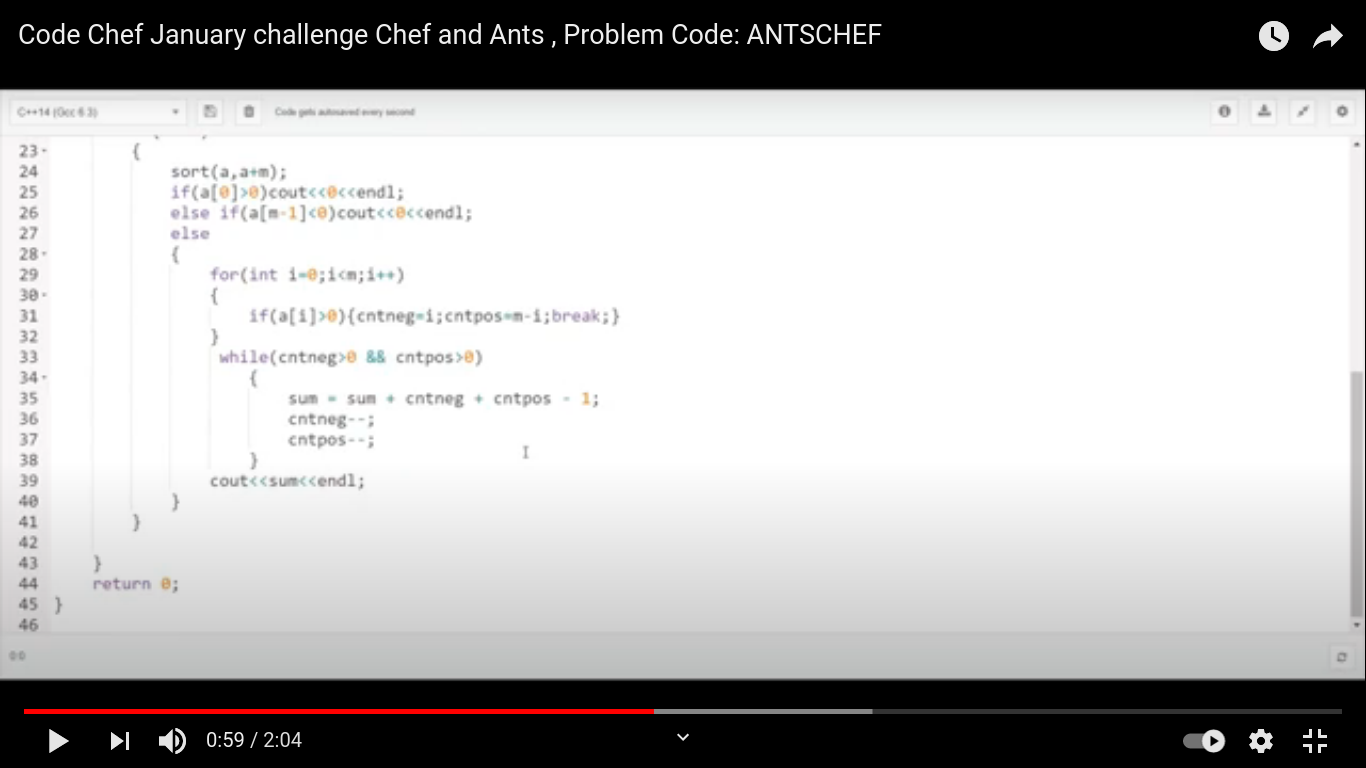 Code Chef January challenge Chef and Ants , Problem Code: ANTSCHEF
C++14 (Gcc 6.3)
Code gets autosaved every second
23
{
24
sort(a,a+m);
25
if(a[0]>0)cout<<0<<endl;
26
else if(a[m-1]<0)cout<<0<<endl;
27
else
28
{
29
for(int i=0;i<m;i++)
30
{
31
if(a[i]>0){cntneg=i;cntpos=m-i;break;}
32
}
33
while(cntneg>0 && cntpos>0)
34
{
35
sum = sum + cntneg + cntpos - 1;
36
cntneg--;
37
cntpos--;
38
}
39
cout<<sum<<endl;
40
}
41
}
42
43
}
44
return 0;
45
}
46
0:0
0:59 / 2:04